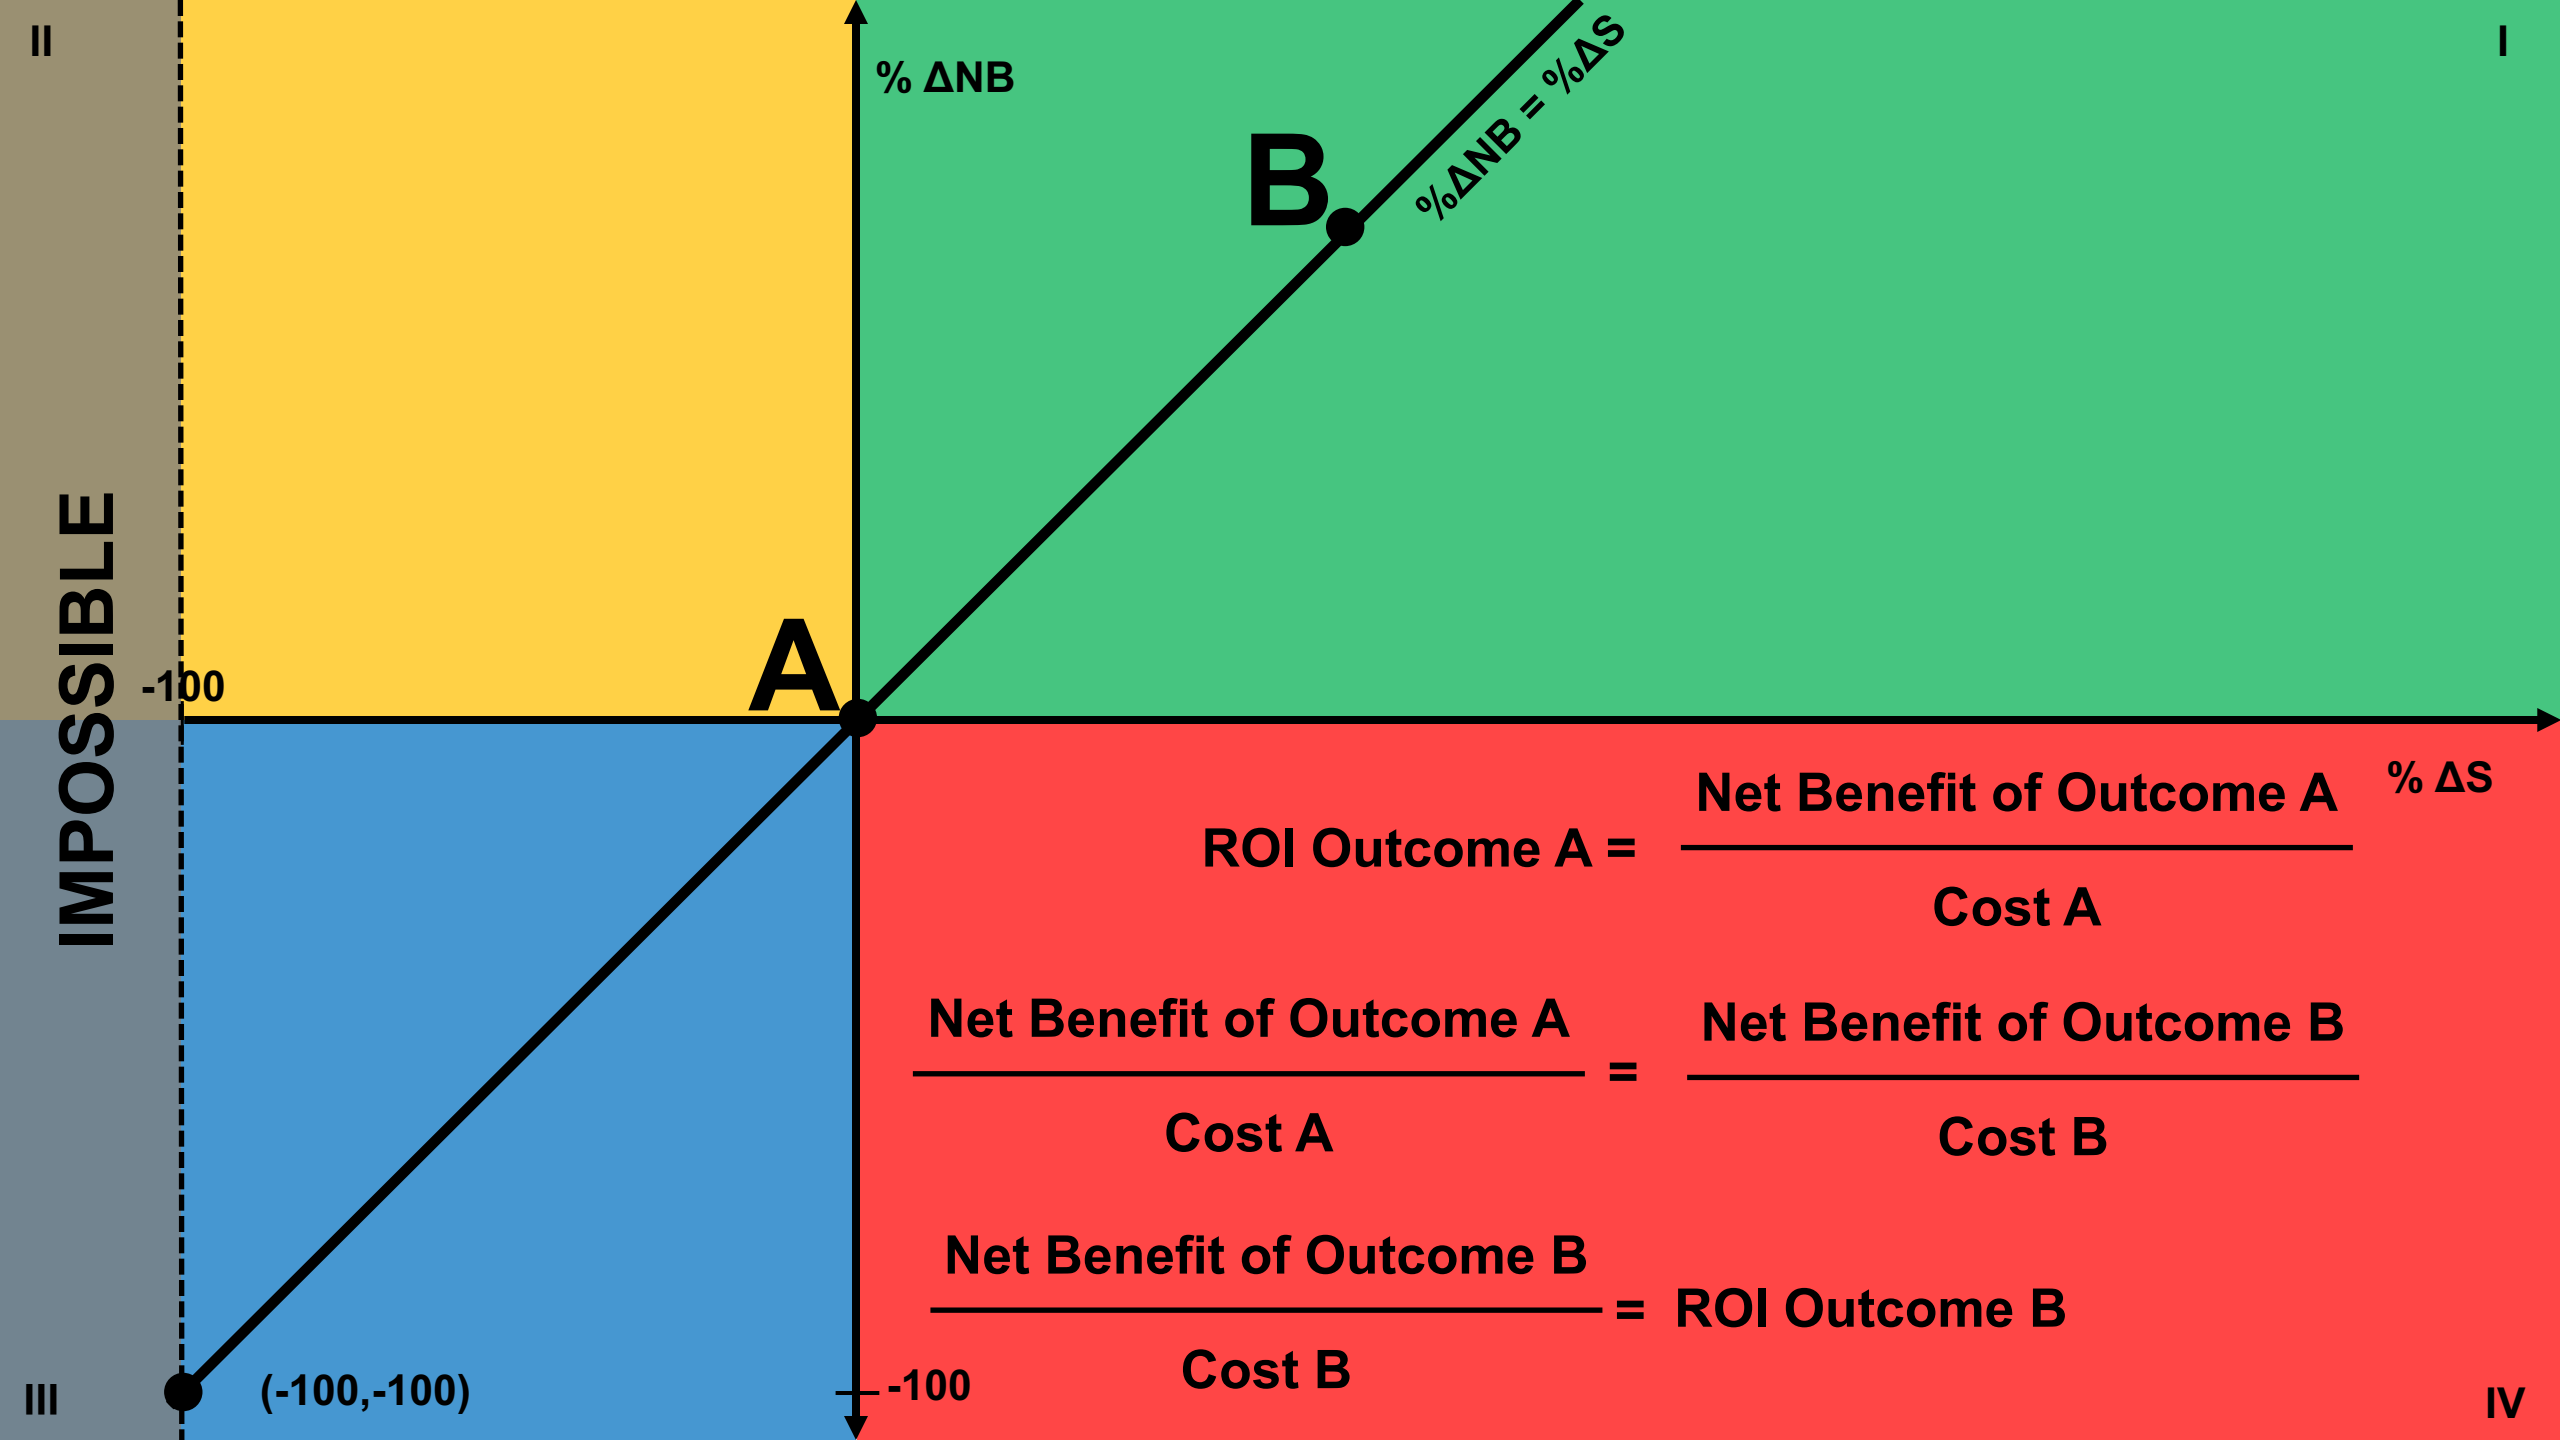 II
I
% ΔNB
%ΔNB = %ΔS
B
IMPOSSIBLE
A
-100
% ΔS
Net Benefit of Outcome A
ROI Outcome A =
Cost A
Net Benefit of Outcome A
Net Benefit of Outcome B
=
Cost A
Cost B
Net Benefit of Outcome B
= ROI Outcome B
Cost B
(-100,-100)
-100
III
IV